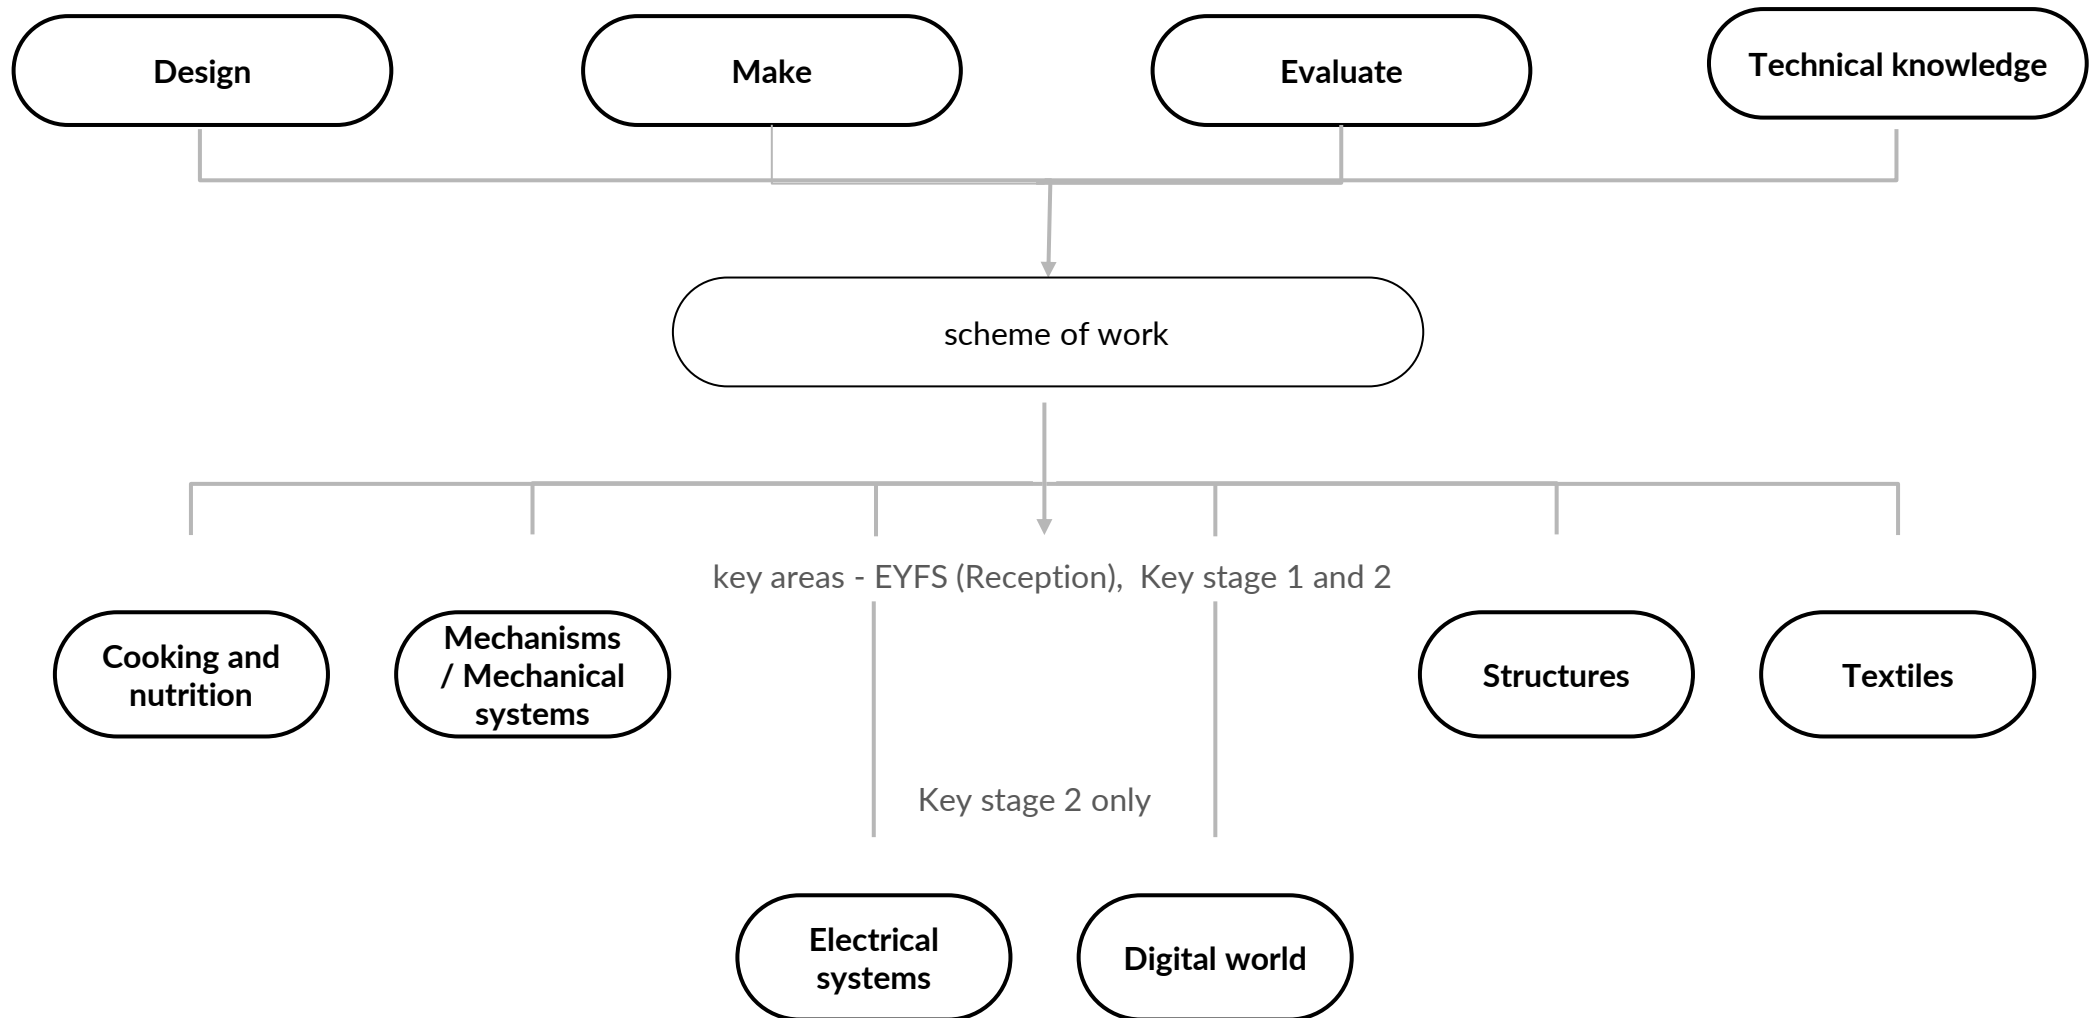 Design
Make
Evaluate
Technical knowledge
scheme of work
key areas - EYFS (Reception),  Key stage 1 and 2
Cooking and
nutrition
Mechanisms
/ Mechanical
systems
Structures
Textiles
Key stage 2 only
Electrical
systems
Digital world